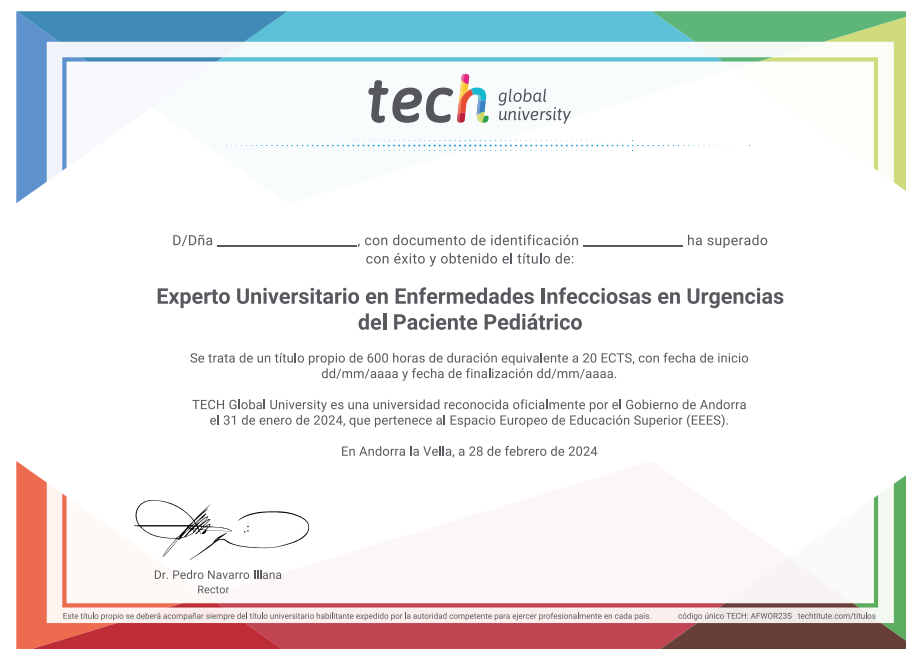 tech global
university
D/Dña ____________________, con documento de identificación ______________ ha superado
con éxito y obtenido el título de:
Experto Universitario en Enfermedades Infecciosas en Urgencias
del Paciente Pediátrico
Se trata de un título propio de 600 horas de duración equivalente a 20 ECTS, con fecha de inicio
dd/mm/aaaa y fecha de finalización dd/mm/aaaa.
TECH Global University es una universidad reconocida oficialmente por el Gobierno de Andorra
el 31 de enero de 2024, que pertenece al Espacio Europeo de Educación Superior (EEES).
En Andorra la Vella, a 28 de febrero de 2024
Dr. Pedro Navarro Illana
Rector
Este título propio se deberá acompañar siempre del título universitario habilitante expedido por la autoridad competente para ejercer profesionalmente en cada país. código único TECH: AFWOR23S techtitute.com/titulos